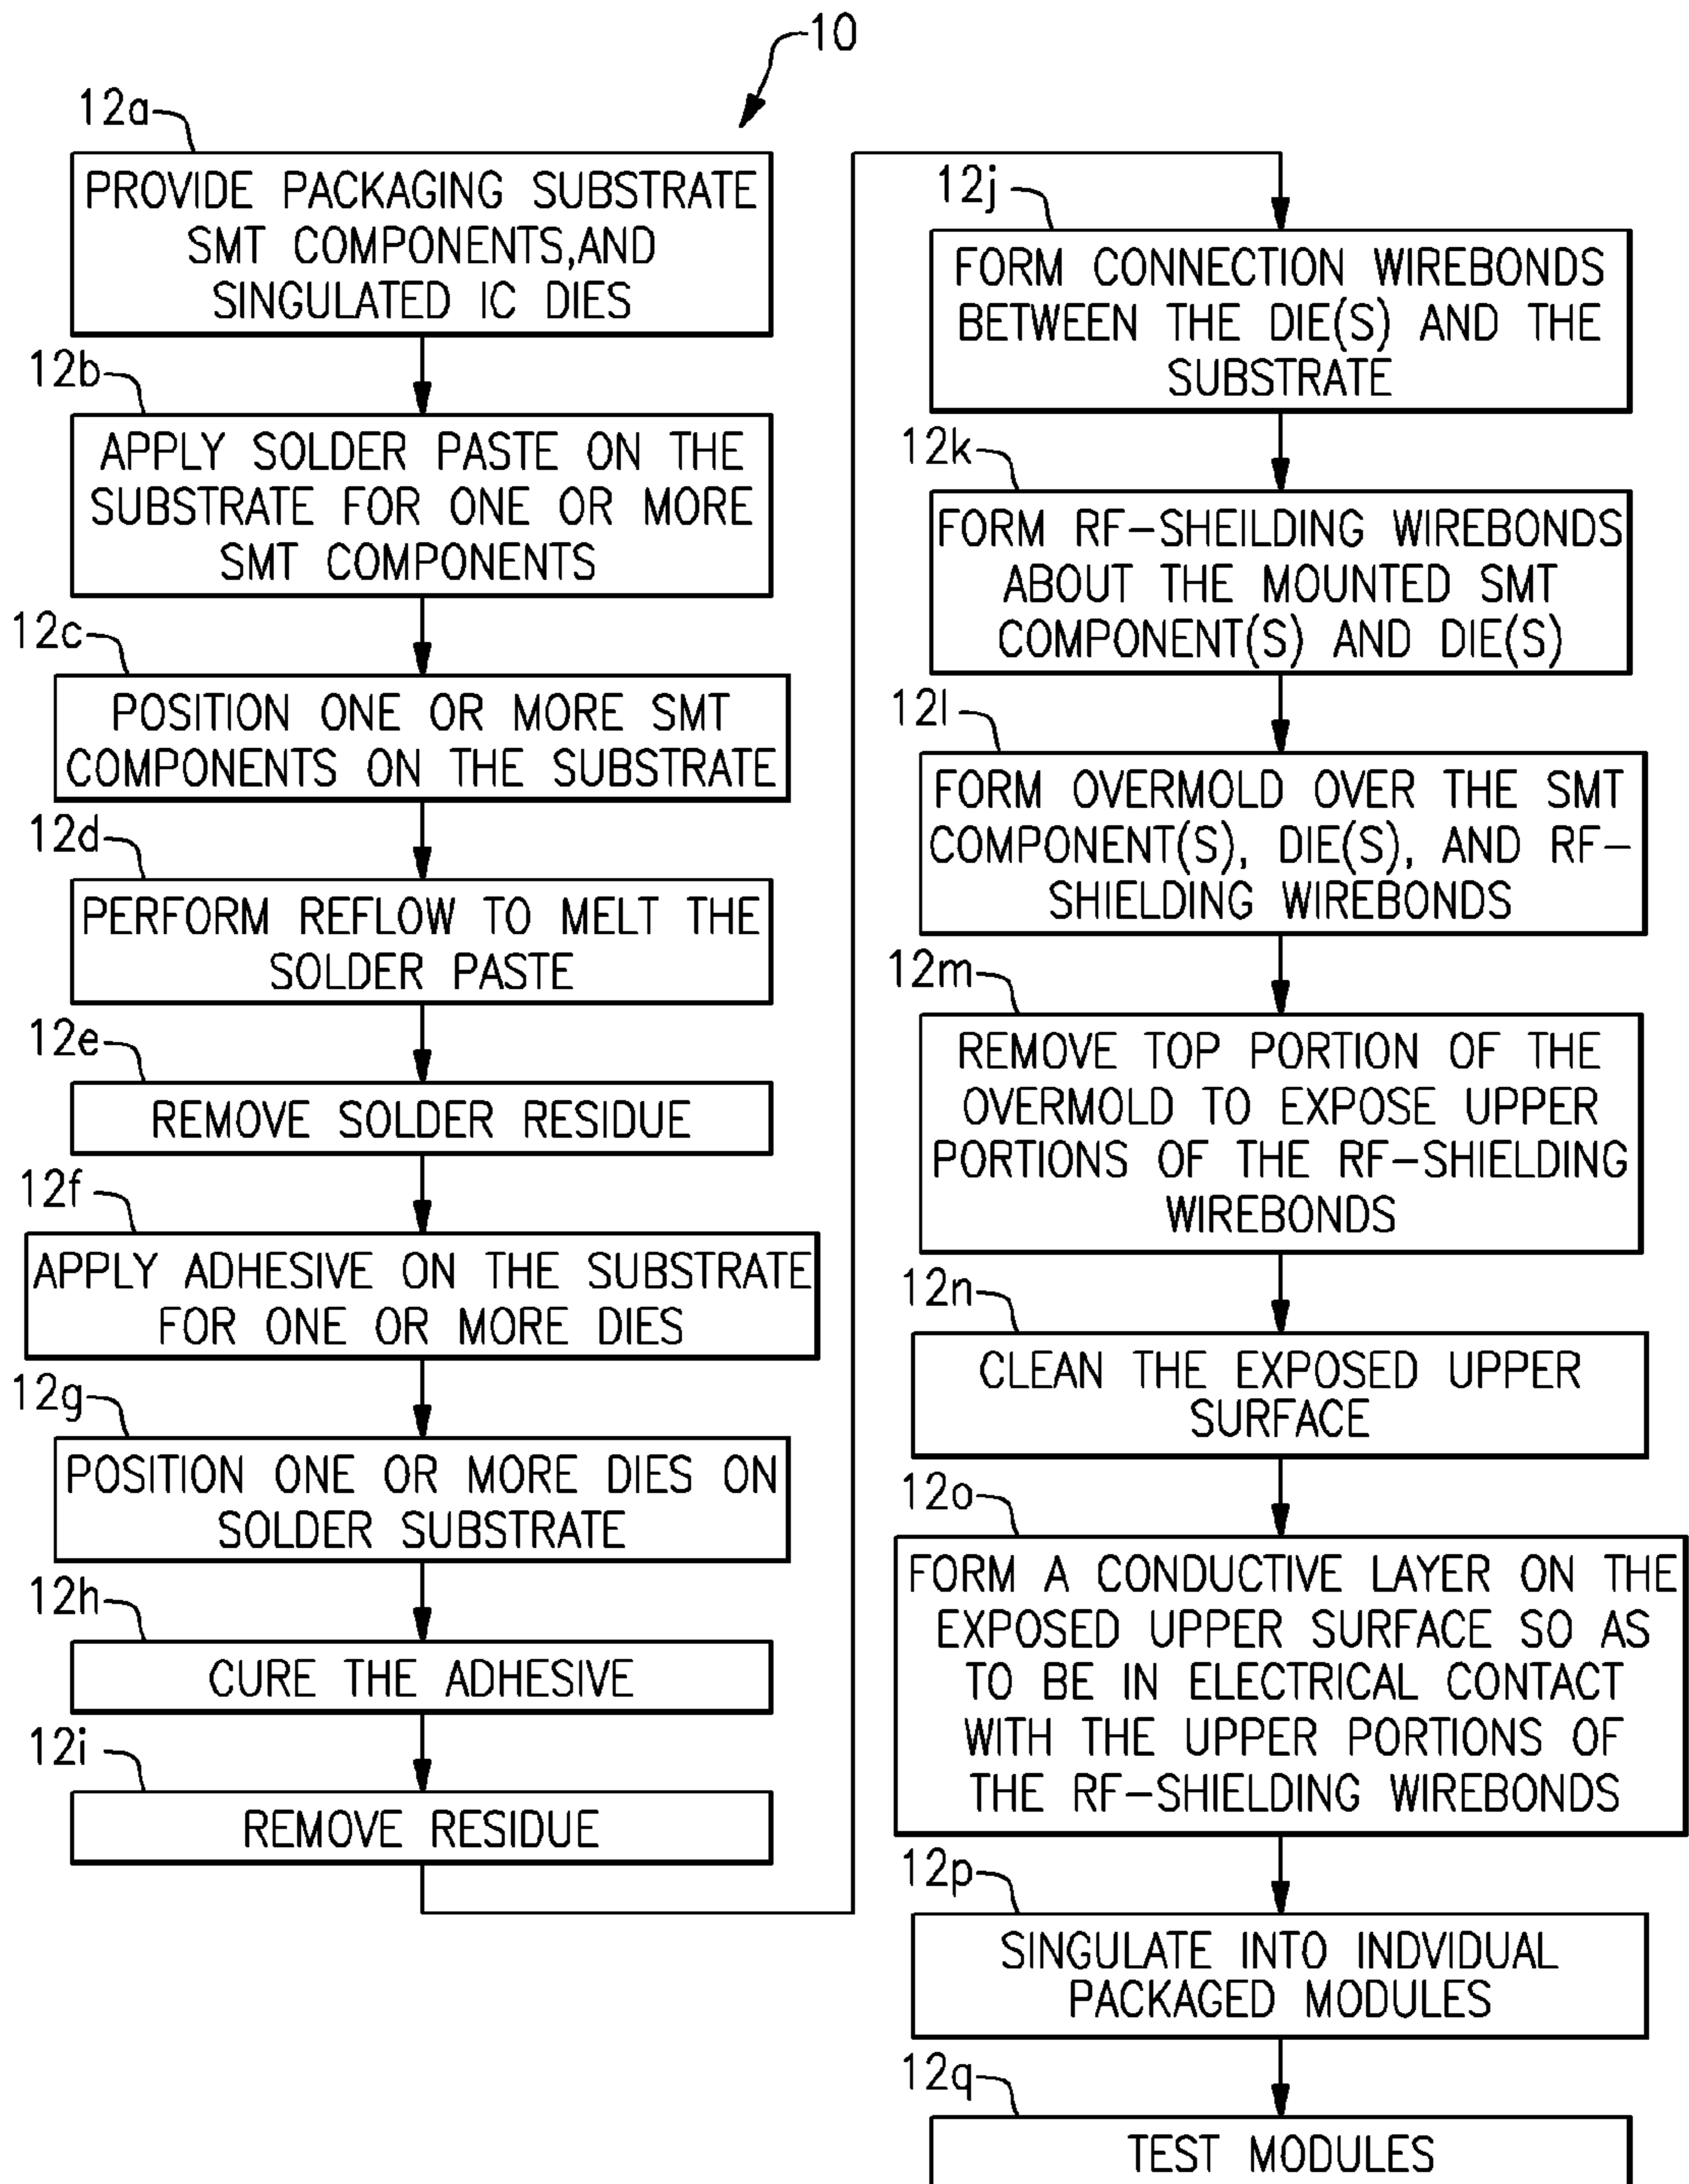 10
12a
PROVIDE PACKAGING SUBSTRATE
SMT COMPONENTS,AND
SINGULATED IC DIES
12b
APPLY SOLDER PASTE ON THE
SUBSTRATE FOR ONE OR MORE
SMT COMPONENTS
12c
POSITION ONE OR MORE SMT
COMPONENTS ON THE SUBSTRATE
12d
PERFORM REFLOW TO MELT THE
SOLDER PASTE
12e
REMOVE SOLDER RESIDUE
12f
APPLY ADHESIVE ON THE SUBSTRATE
FOR ONE OR MORE DIES
12g
POSITION ONE OR MORE DIES ON
SOLDER SUBSTRATE
12h
CURE THE ADHESIVE
12i
REMOVE RESIDUE
12j
FORM CONNECTION WIREBONDS
BETWEEN THE DIE(S) AND THE
SUBSTRATE
12k
FORM RF-SHEILDING WIREBONDS
ABOUT THE MOUNTED SMT
COMPONENT(S) AND DIE(S)
12l
FORM OVERMOLD OVER THE SMT
COMPONENT(S), DIE(S), AND RF-
SHIELDING WIREBONDS
12m
REMOVE TOP PORTION OF THE
OVERMOLD TO EXPOSE UPPER
PORTIONS OF THE RF-SHIELDING
WIREBONDS
12n
CLEAN THE EXPOSED UPPER
SURFACE
12o
FORM A CONDUCTIVE LAYER ON THE
EXPOSED UPPER SURFACE SO AS
TO BE IN ELECTRICAL CONTACT
WITH THE UPPER PORTIONS OF
THE RF-SHIELDING WIREBONDS
12p
SINGULATE INTO INDVIDUAL
PACKAGED MODULES
12q
TEST MODULES